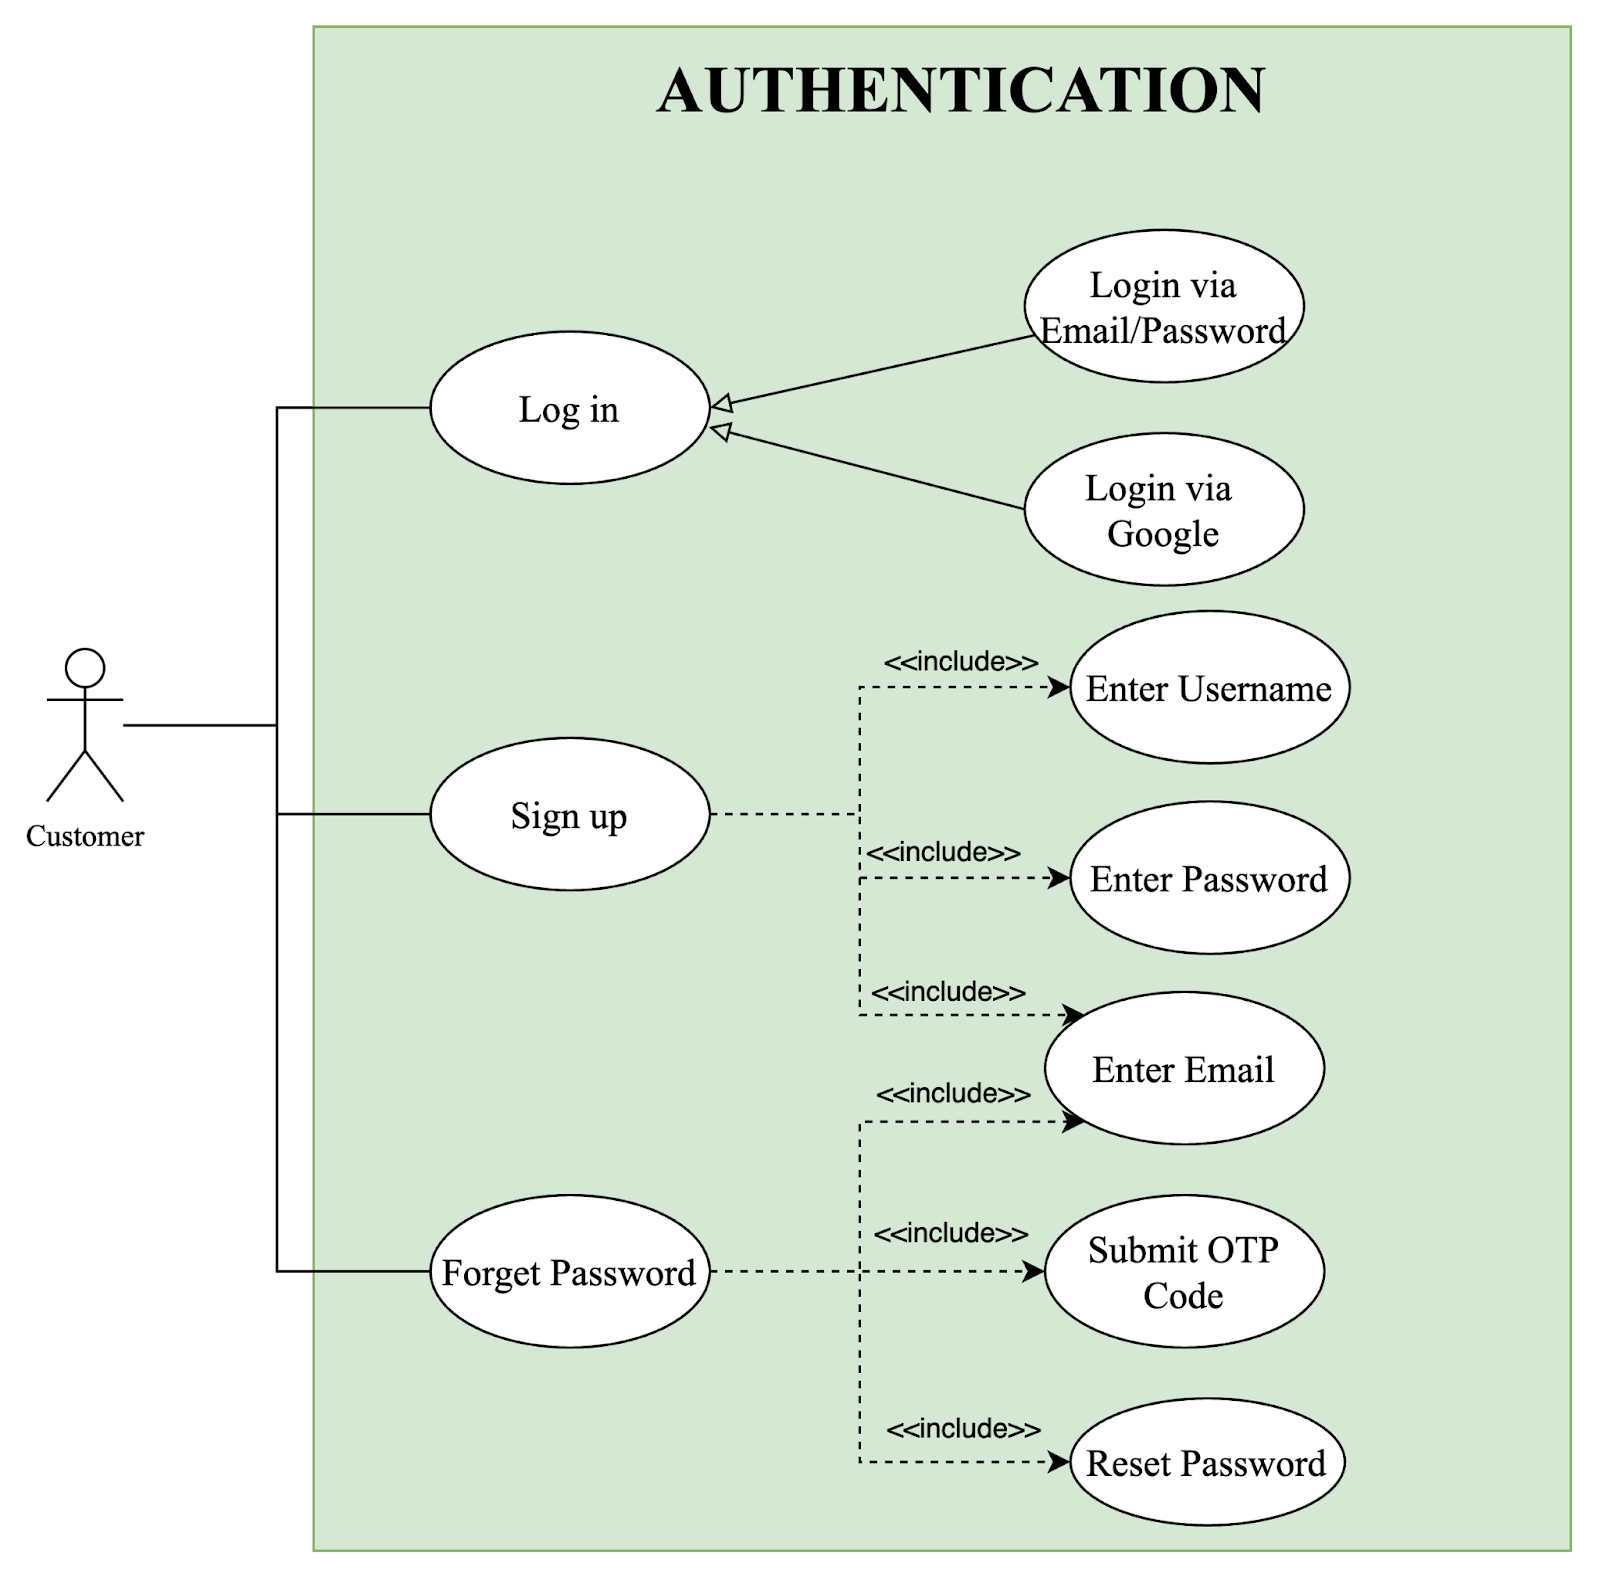 AUTHENTICATION
Login via
Email/Password
Log in
Login via
Google
<<include>>
Enter Username
Customer
Sign up
<<include>>
Enter Password
<<include>>
Enter Email
<<include>>
Forget Password
<<include>>
Submit OTP
Code
<<include>>
Reset Password